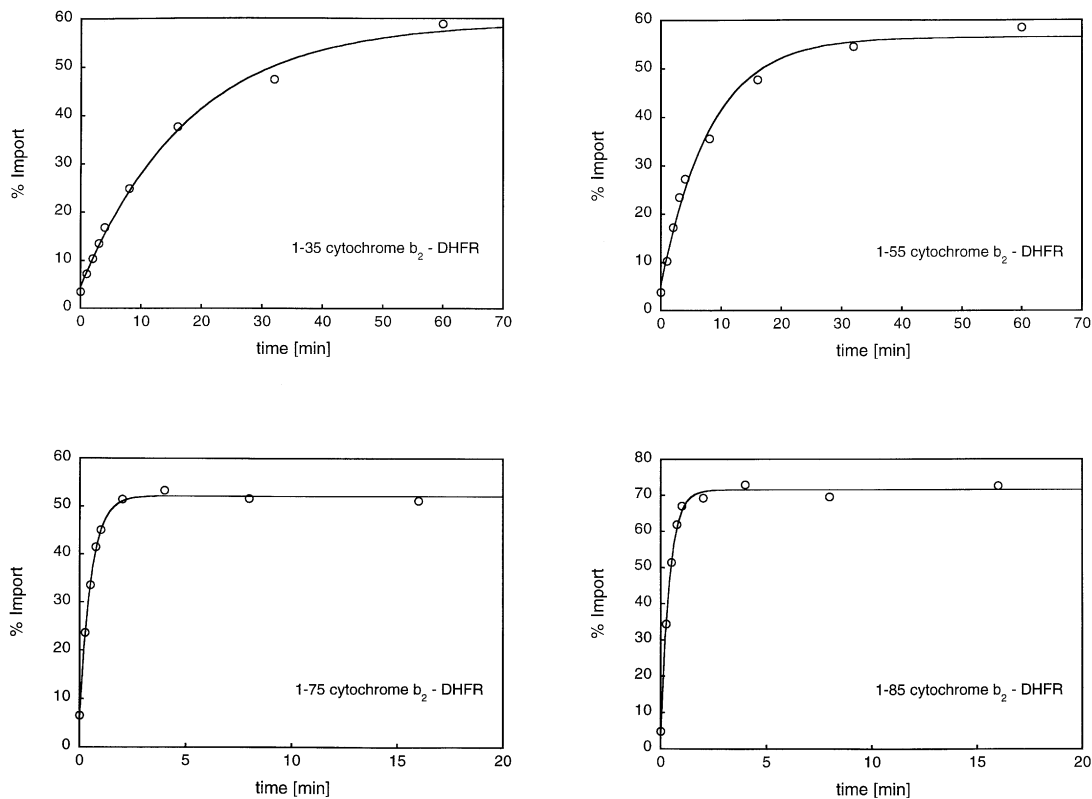 60
50
40
30
20
10
0
% Import
1-35 cytochrome b2 - DHFR
0 10 20 30 40 50 60 70
time [min]
60
50
40
30
20
10
0
% Import
1-55 cytochrome b2 - DHFR
0 10 20 30 40 50 60 70
time [min]
60
50
40
30
20
10
0
% Import
1-75 cytochrome b2 - DHFR
0 5 10 15 20
time [min]
80
70
60
50
40
30
20
10
0
% Import
1-85 cytochrome b2 - DHFR
0 5 10 15 20
time [min]